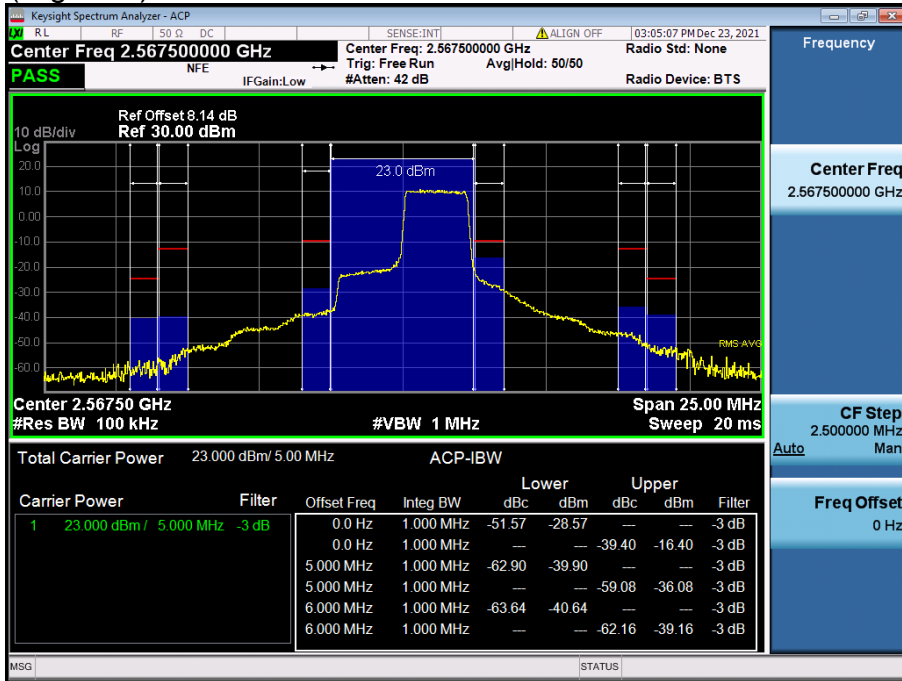 Keysight Spectrum Analyzer - ACP
LXI RL RF 50 Ω DC SENSE:INT ALIGN OFF 03:05:07 PM Dec 23, 2021
Center Freq 2.567500000 GHz Center Freq: 2.567500000 GHz Radio Std: None
NFE Trig: Free Run Avg|Hold: 50/50
PASS IFGain:Low #Atten: 42 dB Radio Device: BTS
Ref Offset 8.14 dB
10 dB/div Ref 30.00 dBm
Log
20.0
23.0 dBm
10.0
0.00
-10.0
-20.0
-30.0
-40.0
-50.0
RMS AVG
-60.0
Center 2.56750 GHz Span 25.00 MHz
#Res BW 100 kHz #VBW 1 MHz Sweep 20 ms
Total Carrier Power 23.000 dBm/ 5.00 MHz ACP-IBW
Lower Upper
Carrier Power Filter Offset Freq Integ BW dBc dBm dBc dBm Filter
1 23.000 dBm / 5.000 MHz -3 dB 0.0 Hz 1.000 MHz -51.57 -28.57 --- --- -3 dB
0.0 Hz 1.000 MHz --- --- -39.40 -16.40 -3 dB
5.000 MHz 1.000 MHz -62.90 -39.90 --- --- -3 dB
5.000 MHz 1.000 MHz --- --- -59.08 -36.08 -3 dB
6.000 MHz 1.000 MHz -63.64 -40.64 --- --- -3 dB
6.000 MHz 1.000 MHz --- --- -62.16 -39.16 -3 dB
MSG STATUS
Frequency
Center Freq
2.567500000 GHz
CF Step
2.500000 MHz
Auto Man
Freq Offset
0 Hz